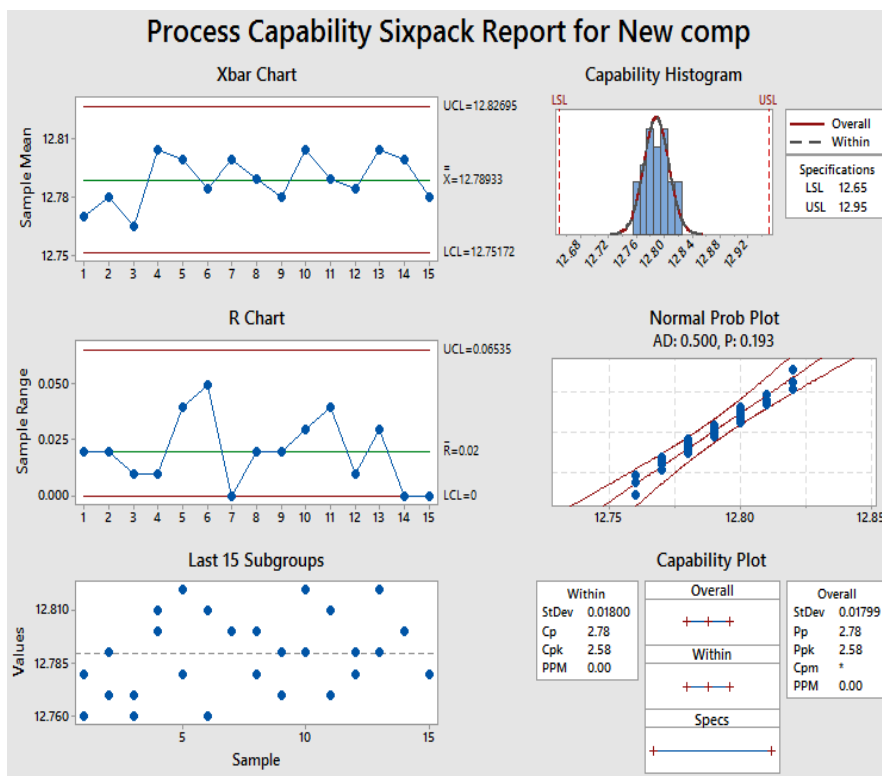 Process Capability Sixpack Report for New comp
Xbar Chart
UCL=12.82695
12.81
Sample Mean
X=12.78933
12.78
12.75
LCL=12.75172
1 2 3 4 5 6 7 8 9 10 11 12 13 14 15
Capability Histogram
LSL USL
Overall
Within
Specifications
LSL 12.65
USL 12.95
12.68 12.72 12.76 12.80 12.84 12.88 12.92
R Chart
UCL=0.06535
0.050
Sample Range
0.025
R=0.02
0.000
LCL=0
1 2 3 4 5 6 7 8 9 10 11 12 13 14 15
Normal Prob Plot
AD: 0.500, P: 0.193
12.75 12.80 12.85
Last 15 Subgroups
12.810
Values
12.785
12.760
5 10 15
Sample
Capability Plot
Within
StDev 0.01800
Cp 2.78
Cpk 2.58
PPM 0.00
Overall
Within
Specs
Overall
StDev 0.01799
Pp 2.78
Ppk 2.58
Cpm *
PPM 0.00